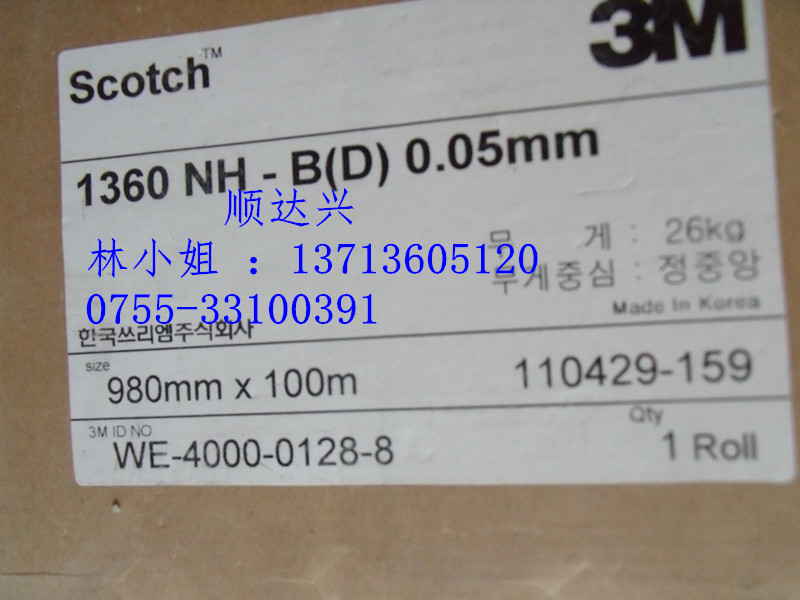 Scotch™
3M
1360 NH - B(D) 0.05mm
顺达兴
무 게 : 26kg
林小姐 : 13713605120
무게중심 : 정중앙
0755-33100391
Made In Korea
한국쓰리엠주식회사
size
980mm x 100m
110429-159
3M ID NO
WE-4000-0128-8
Qty
1 Roll